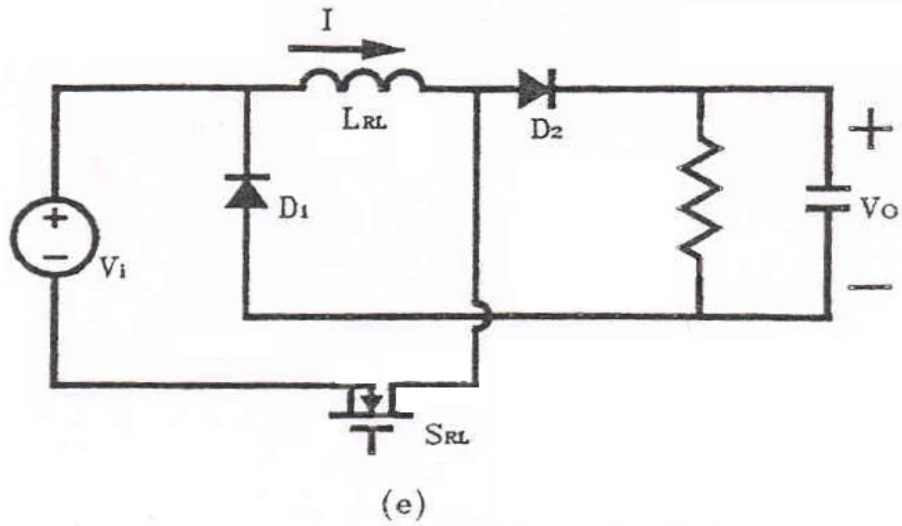 I
LRL
D2
D1
+
−
Vi
+
VO
−
SRL
(e)